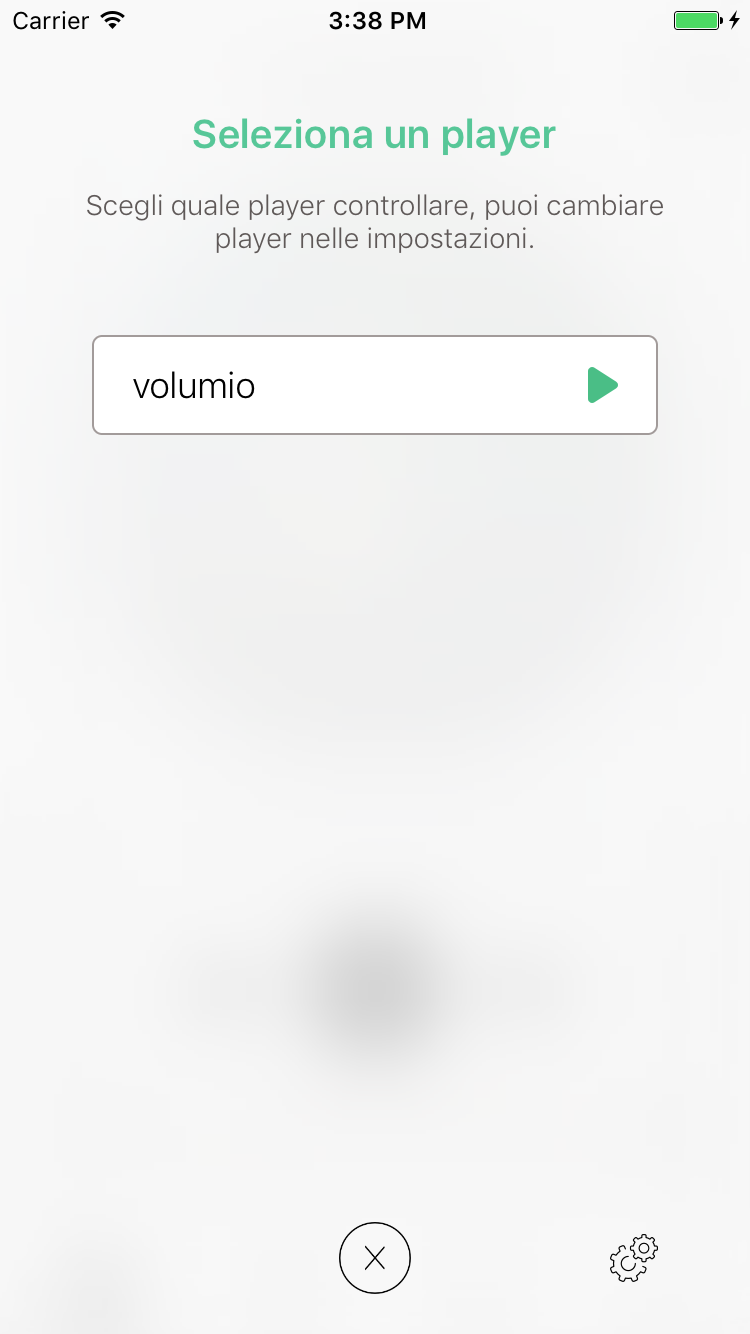 Carrier 3:38 PM
Seleziona un player
Scegli quale player controllare, puoi cambiare
player nelle impostazioni.
volumio